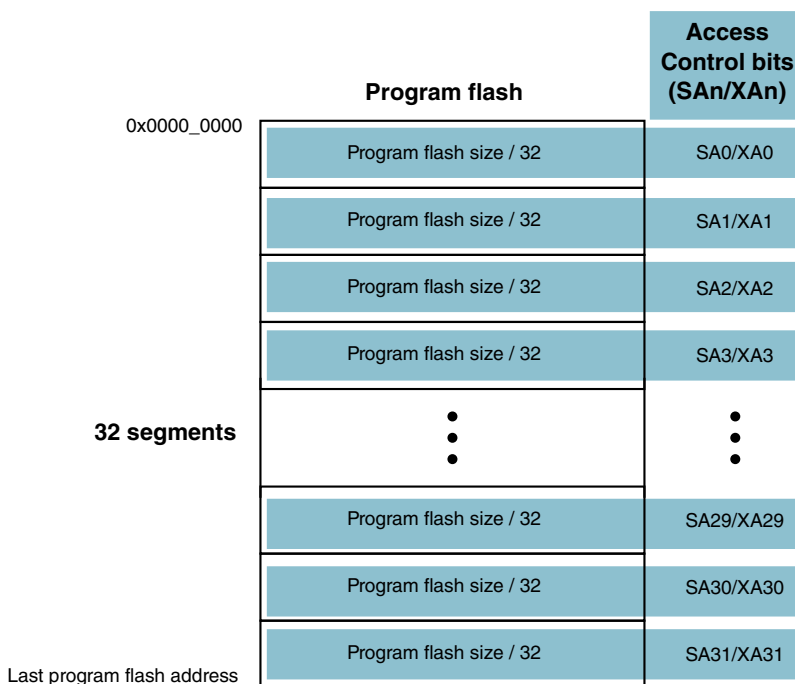 Access
Control bits
(SAn/XAn)
Program flash
0x0000_0000
Program flash size / 32 SA0/XA0
Program flash size / 32 SA1/XA1
Program flash size / 32 SA2/XA2
Program flash size / 32 SA3/XA3
32 segments
Program flash size / 32 SA29/XA29
Program flash size / 32 SA30/XA30
Program flash size / 32 SA31/XA31
Last program flash address